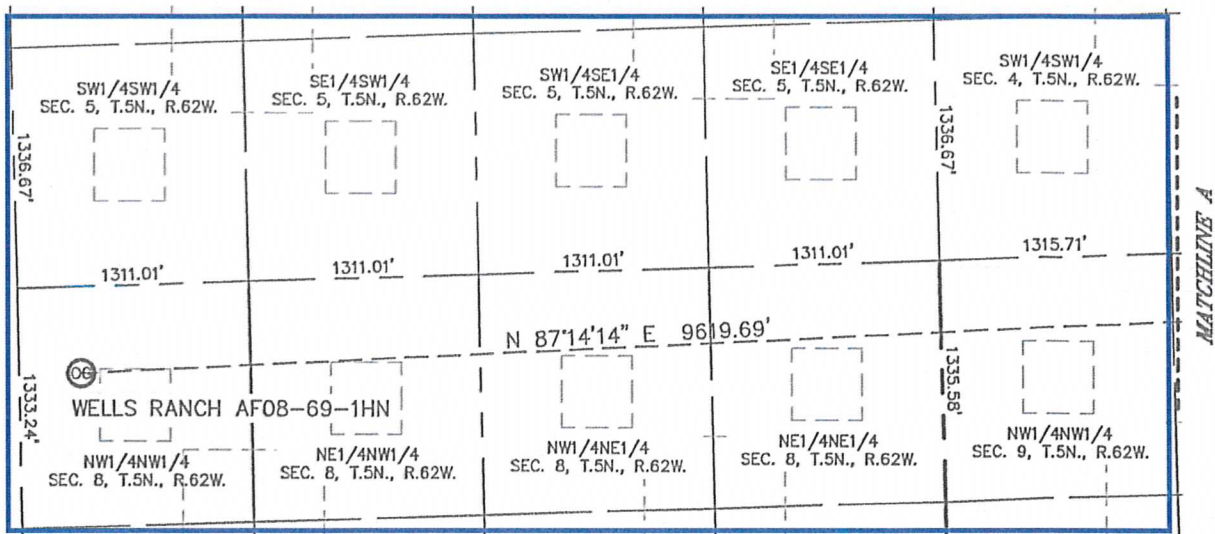 SW1/4SW1/4
SEC. 5, T.5N., R.62W.
SE1/4SW1/4
SEC. 5, T.5N., R.62W.
SW1/4SE1/4
SEC. 5, T.5N., R.62W.
SE1/4SE1/4
SEC. 5, T.5N., R.62W.
SW1/4SW1/4
SEC. 4, T.5N., R.62W.
1336.67'
1336.67'
MATCHLINE A
1311.01'
1311.01'
1311.01'
1311.01'
1315.71'
N 87°14'14" E 9619.69'
OG
WELLS RANCH AF08-69-1HN
1333.24'
1335.58'
NW1/4NW1/4
SEC. 8, T.5N., R.62W.
NE1/4NW1/4
SEC. 8, T.5N., R.62W.
NW1/4NE1/4
SEC. 8, T.5N., R.62W.
NE1/4NE1/4
SEC. 8, T.5N., R.62W.
NW1/4NW1/4
SEC. 9, T.5N., R.62W.